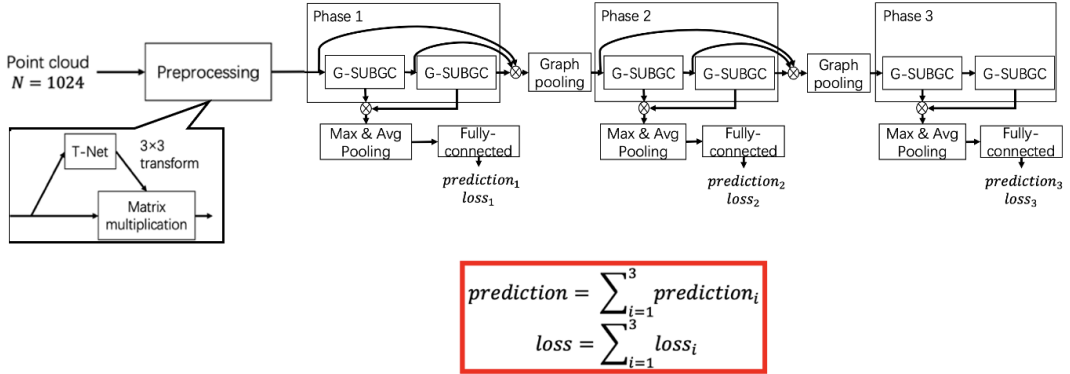 Point cloud
N = 1024
Preprocessing
T-Net
3×3
transform
Matrix
multiplication
Phase 1
G-SUBGC
G-SUBGC
Max & Avg
Pooling
Fully-
connected
prediction₁
loss₁
Graph
pooling
Phase 2
G-SUBGC
G-SUBGC
Max & Avg
Pooling
Fully-
connected
prediction₂
loss₂
Graph
pooling
Phase 3
G-SUBGC
G-SUBGC
Max & Avg
Pooling
Fully-
connected
prediction₃
loss₃
prediction = ∑³ᵢ₌₁ predictionᵢ
loss = ∑³ᵢ₌₁ lossᵢ